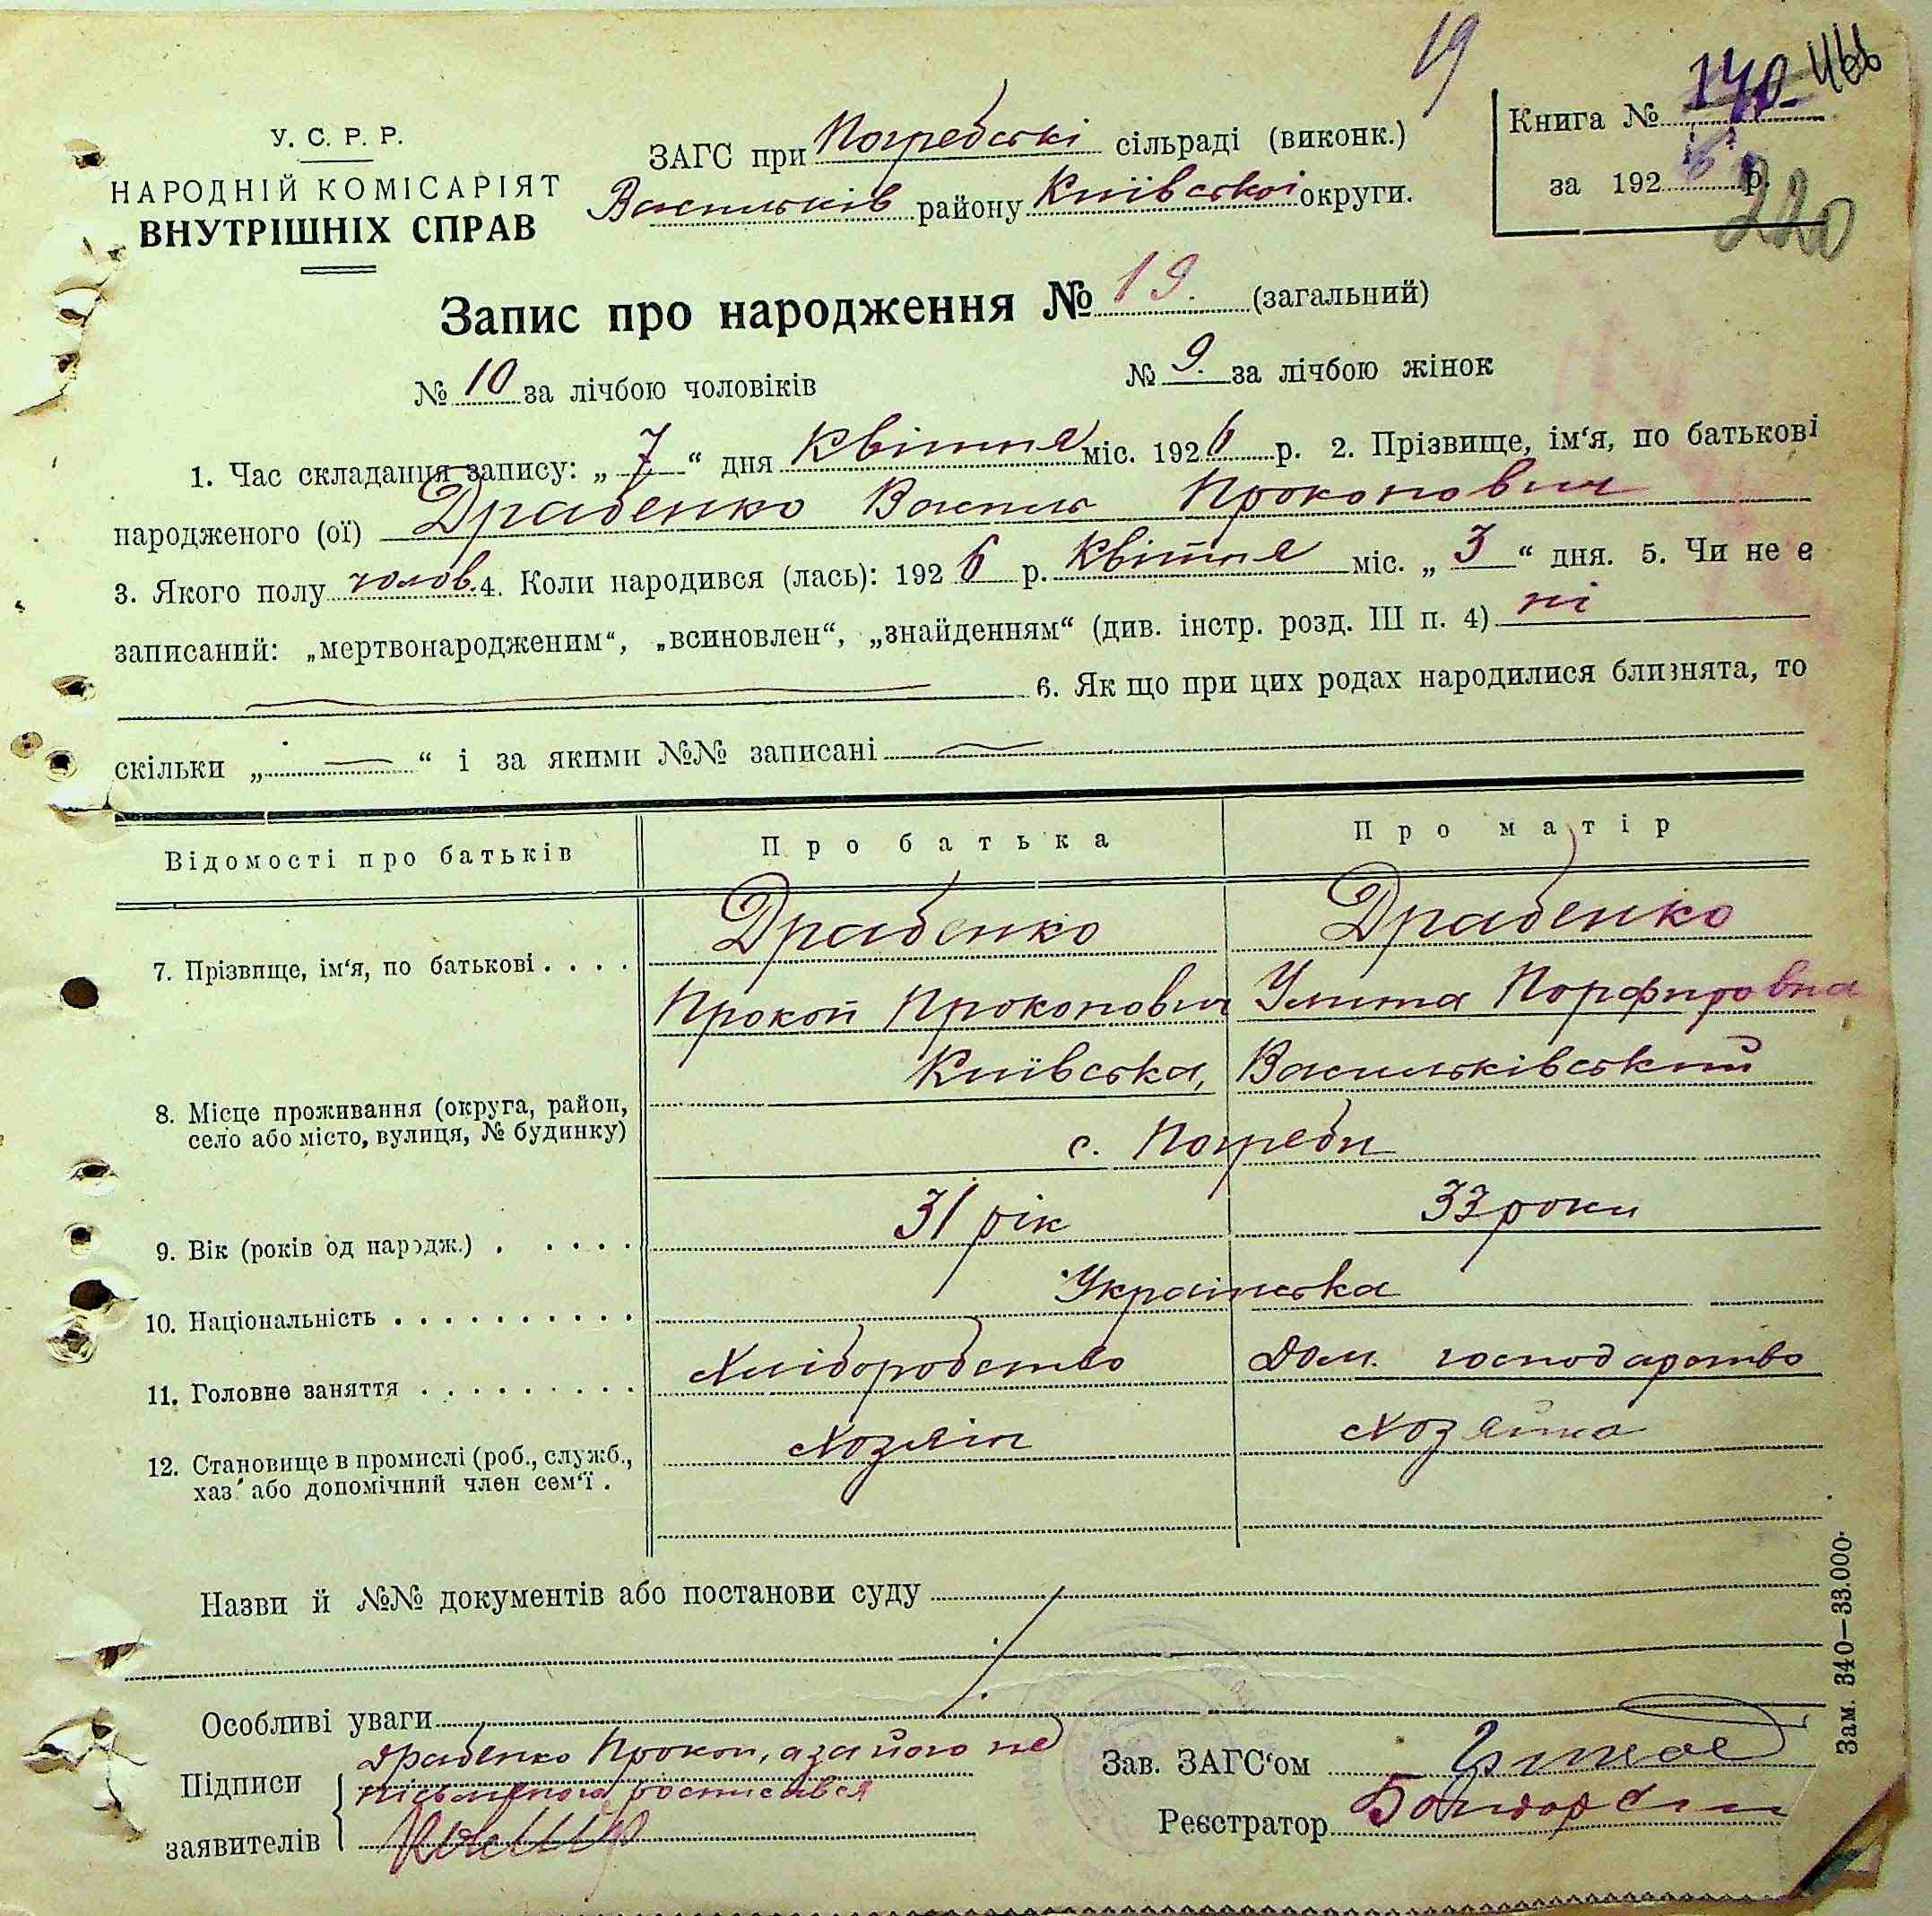 19
140 466
У. С. Р. Р.
НАРОДНІЙ КОМІСАРІЯТ
ВНУТРІШНІХ СПРАВ
ЗАГС при Погребські сільраді (виконк.)
Васильків району Київської округи.
Книга №
за 192 6 р.
220
Запис про народження № 19. (загальний)
№ 10 за лічбою чоловіків № 9. за лічбою жінок
1. Час складання запису: „ 7 “ дня Квітня міс. 1926 р. 2. Прізвище, ім‘я, по батькові
народженого (ої) Драбенко Василь Прокопович
3. Якого полу чолов. 4. Коли народився (лась): 1926 р. Квітня міс. „ 3 “ дня. 5. Чи не є
записаний: „мертвонародженим“, „всиновлен“, „знайденням“ (див. інстр. розд. III п. 4) ні
6. Як що при цих родах народилися близнята, то
скільки „ — “ і за якими №№ записані —
Відомості про батьків Про батька Про матір
Драбенко Драбенко
7. Прізвище, ім‘я, по батькові . . . .
Прокоп Прокопович Улита Порфировна
Київська, Васильківський
8. Місце проживання (округа, район,
село або місто, вулиця, № будинку)
с. Погреби
9. Вік (років од народж.) . . . . . 31 рік 33 роки
10. Національність . . . . . . . . . . Українська
11. Головне заняття . . . . . . . . . Хліборобство Дом. господарство
12. Становище в промислі (роб., служб., Хозяїн Хозяйка
хаз. або допомічний член сем‘ї .
Назви й №№ документів або постанови суду
Особливі уваги
Драбенко Прокоп, а за його не
Підписи
письменого росписався
заявителів
Зав. ЗАГС‘ом
Реєстратор
Зам. 340—33.000.